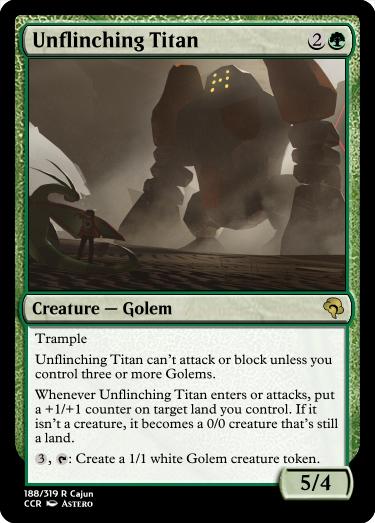 Unflinching Titan 2
Creature — Golem
Trample
Unflinching Titan can't attack or block unless you
control three or more Golems.
Whenever Unflinching Titan enters or attacks, put
a +1/+1 counter on target land you control. If it
isn't a creature, it becomes a 0/0 creature that's still
a land.
3, : Create a 1/1 white Golem creature token.
5/4
188/319 R Cajun
CCR Astero